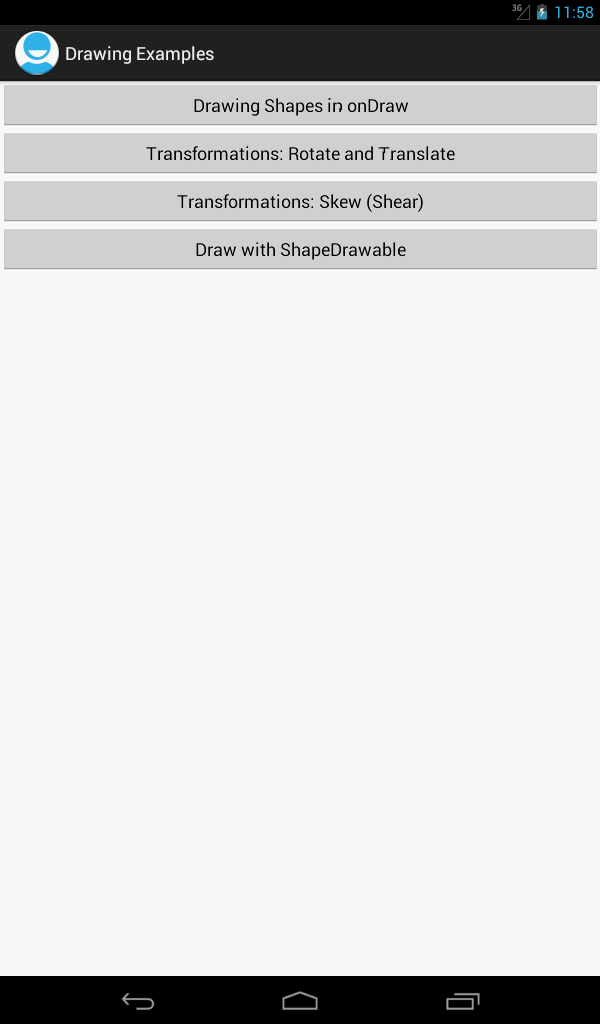 3G 11:58
Drawing Examples
Drawing Shapes in onDraw
Transformations: Rotate and Translate
Transformations: Skew (Shear)
Draw with ShapeDrawable